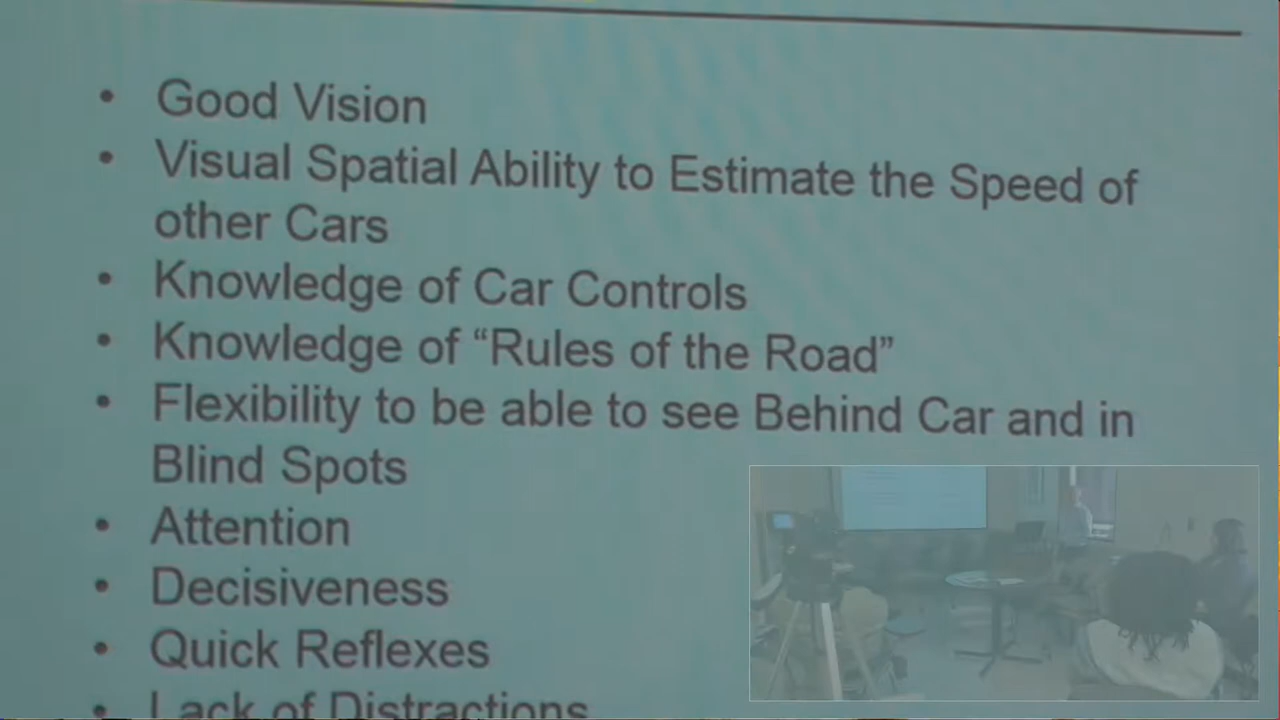 • Good Vision
• Visual Spatial Ability to Estimate the Speed of
other Cars
• Knowledge of Car Controls
• Knowledge of “Rules of the Road”
• Flexibility to be able to see Behind Car and in
Blind Spots
• Attention
• Decisiveness
• Quick Reflexes
• Lack of Distractions